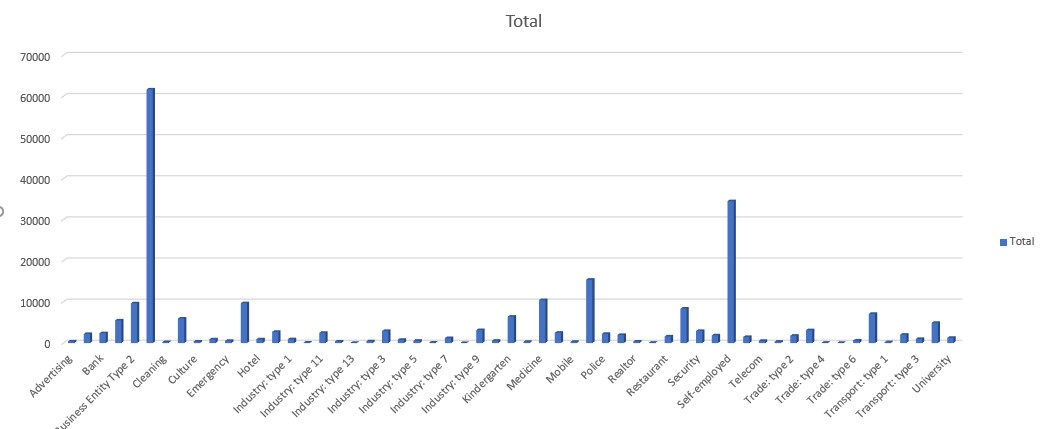 Total
70000
60000
50000
40000
30000
20000
10000
0
Advertising
Bank
Business Entity Type 2
Cleaning
Culture
Emergency
Hotel
Industry: type 1
Industry: type 11
Industry: type 13
Industry: type 3
Industry: type 5
Industry: type 7
Industry: type 9
Kindergarten
Medicine
Mobile
Police
Realtor
Restaurant
Security
Self-employed
Telecom
Trade: type 2
Trade: type 4
Trade: type 6
Transport: type 1
Transport: type 3
University
Total